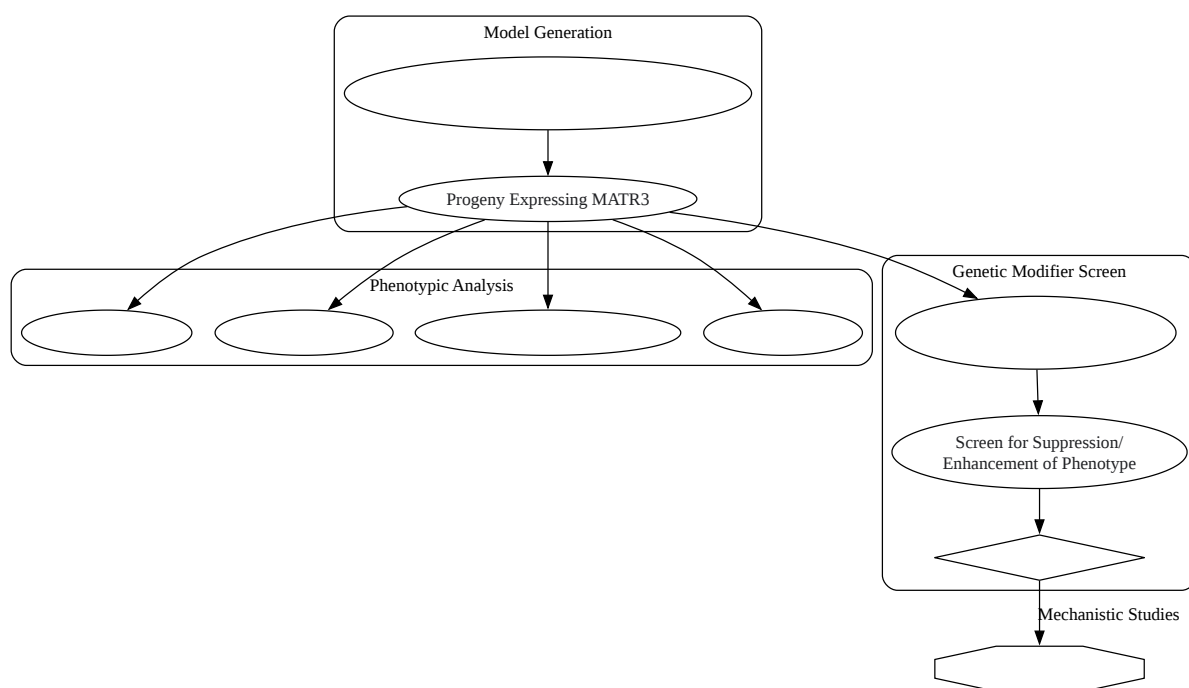 Model Generation
Progeny Expressing MATR3
Phenotypic Analysis
Genetic Modifier Screen
Screen for Suppression/
Enhancement of Phenotype
Mechanistic Studies